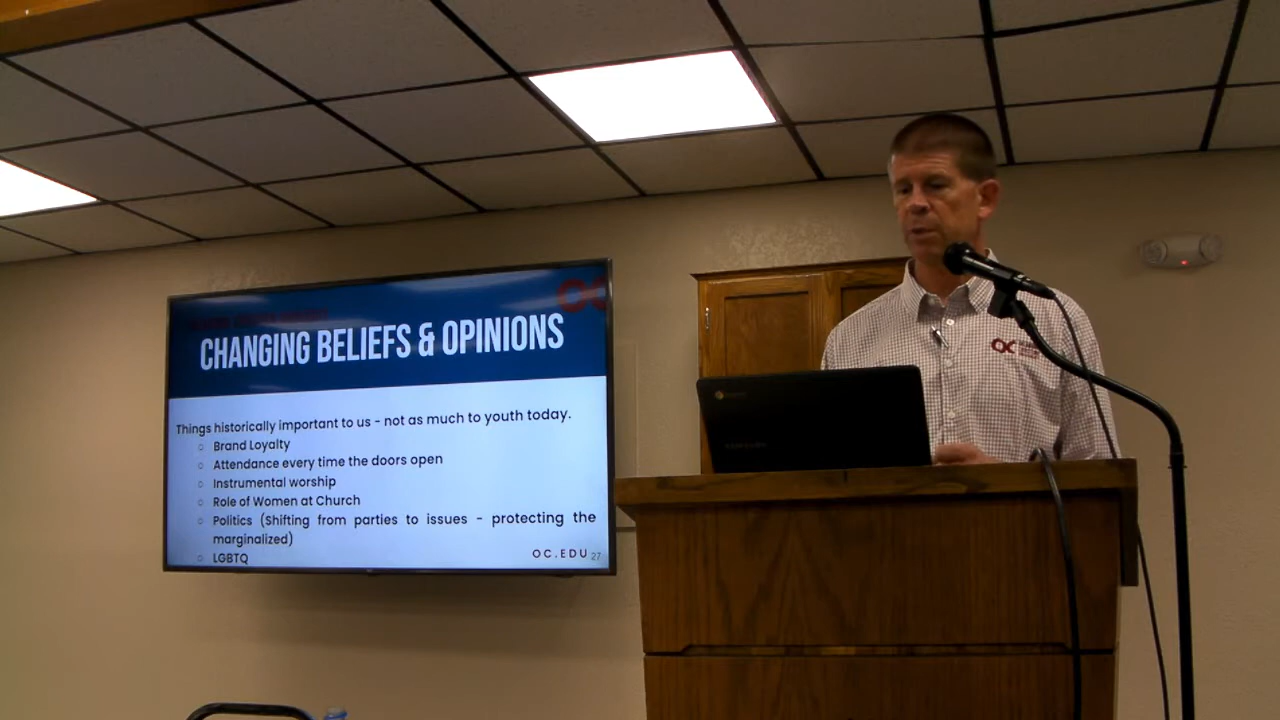 OC
CHANGING BELIEFS & OPINIONS
Things historically important to us - not as much to youth today.
○ Brand Loyalty
○ Attendance every time the doors open
○ Instrumental worship
○ Role of Women at Church
○ Politics (Shifting from parties to issues - protecting the
marginalized)
○ LGBTQ
OC.EDU 27
OC